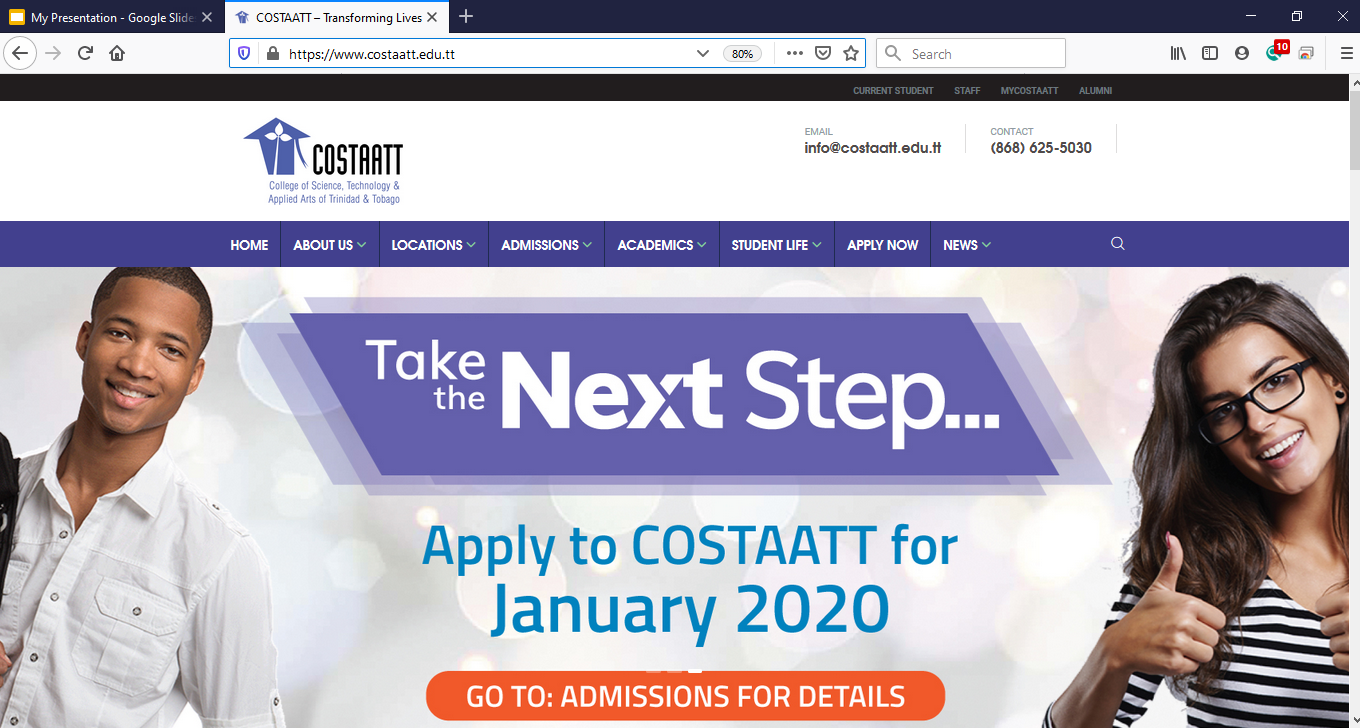 My Presentation - Google Slide
COSTAATT – Transforming Lives
https://www.costaatt.edu.tt
80%
Search
10
CURRENT STUDENT STAFF MYCOSTAATT ALUMNI
COSTAATT
College of Science, Technology &
Applied Arts of Trinidad & Tobago
EMAIL
info@costaatt.edu.tt
CONTACT
(868) 625-5030
HOME ABOUT US LOCATIONS ADMISSIONS ACADEMICS STUDENT LIFE APPLY NOW NEWS
Take
the Next Step...
Apply to COSTAATT for
January 2020
GO TO: ADMISSIONS FOR DETAILS